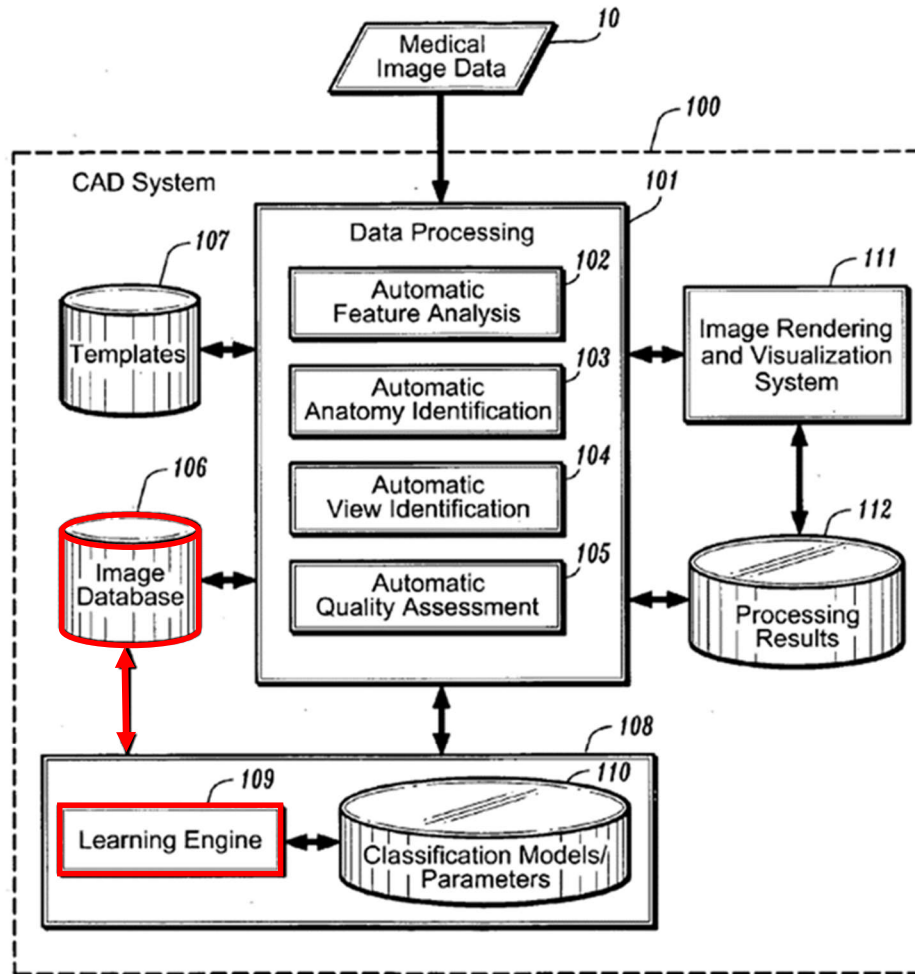 10
Medical
Image Data
100
CAD System
101
Data Processing
107
102
Automatic
Feature Analysis
111
Templates
Image Rendering
and Visualization
System
103
Automatic
Anatomy Identification
106
104
Automatic
View Identification
112
Image
Database
105
Automatic
Quality Assessment
Processing
Results
108
109
110
Learning Engine
Classification Models/
Parameters